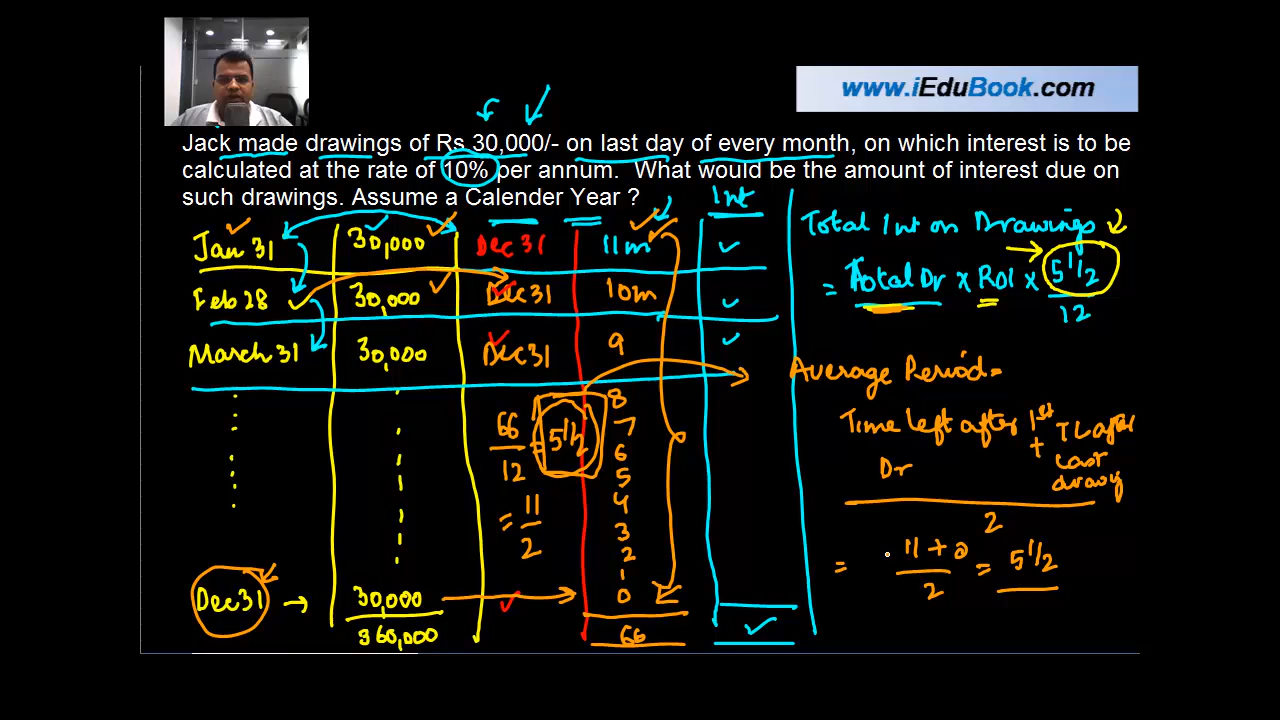 www.iEduBook.com
Jack made drawings of Rs 30,000/- on last day of every month, on which interest is to be
calculated at the rate of 10% per annum. What would be the amount of interest due on
such drawings. Assume a Calender Year ?
Int
Jan 31 30,000 Dec 31 11m
Feb 28 30,000 Dec 31 10m
March 31 30,000 Dec 31 9
8
7
6
5
4
3
2
1
66/12 = 5 1/2
= 11/2
Dec 31 → 30,000 0
360,000 66
Total Int on Drawings
= Total Dr × ROI × 5 1/2
12
Average Period =
Time left after 1st Dr + TL after last drawing
2
= 11 + 0 / 2 = 5 1/2